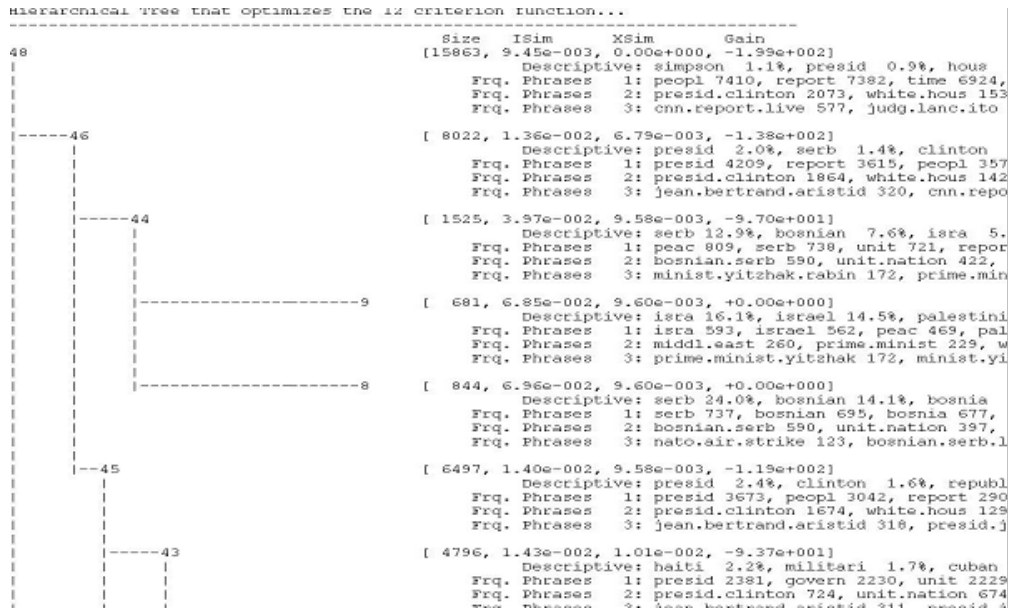 Hierarchical Tree that optimizes the I2 criterion function...
------------------------------------------------------------------------
Size ISim XSim Gain
48 [15863, 9.45e-003, 0.00e+000, -1.99e+002]
Descriptive: simpson 1.1%, presid 0.9%, hous
Frq. Phrases 1: peopl 7410, report 7382, time 6924,
Frq. Phrases 2: presid.clinton 2073, white.hous 153
Frq. Phrases 3: cnn.report.live 577, judg.lanc.ito
|-----46 [ 8022, 1.36e-002, 6.79e-003, -1.38e+002]
Descriptive: presid 2.0%, serb 1.4%, clinton
Frq. Phrases 1: presid 4209, report 3615, peopl 357
Frq. Phrases 2: presid.clinton 1864, white.hous 142
Frq. Phrases 3: jean.bertrand.aristid 320, cnn.repo
|-----44 [ 1525, 3.97e-002, 9.58e-003, -9.70e+001]
Descriptive: serb 12.9%, bosnian 7.6%, isra 5.
Frq. Phrases 1: peac 809, serb 738, unit 721, repor
Frq. Phrases 2: bosnian.serb 590, unit.nation 422,
Frq. Phrases 3: minist.yitzhak.rabin 172, prime.min
|-----------------------9 [ 681, 6.85e-002, 9.60e-003, +0.00e+000]
Descriptive: isra 16.1%, israel 14.5%, palestini
Frq. Phrases 1: isra 593, israel 562, peac 469, pal
Frq. Phrases 2: middl.east 260, prime.minist 229, w
Frq. Phrases 3: prime.minist.yitzhak 172, minist.yi
|-----------------------8 [ 844, 6.96e-002, 9.60e-003, +0.00e+000]
Descriptive: serb 24.0%, bosnian 14.1%, bosnia
Frq. Phrases 1: serb 737, bosnian 695, bosnia 677,
Frq. Phrases 2: bosnian.serb 590, unit.nation 397,
Frq. Phrases 3: nato.air.strike 123, bosnian.serb.l
|--45 [ 6497, 1.40e-002, 9.58e-003, -1.19e+002]
Descriptive: presid 2.4%, clinton 1.6%, republ
Frq. Phrases 1: presid 3673, peopl 3042, report 290
Frq. Phrases 2: presid.clinton 1674, white.hous 129
Frq. Phrases 3: jean.bertrand.aristid 318, presid.j
|-----43 [ 4796, 1.43e-002, 1.01e-002, -9.37e+001]
Descriptive: haiti 2.2%, militari 1.7%, cuban
Frq. Phrases 1: presid 2381, govern 2230, unit 2229
Frq. Phrases 2: presid.clinton 724, unit.nation 674
Frq. Phrases 3: jean.bertrand.aristid 311, presid.j